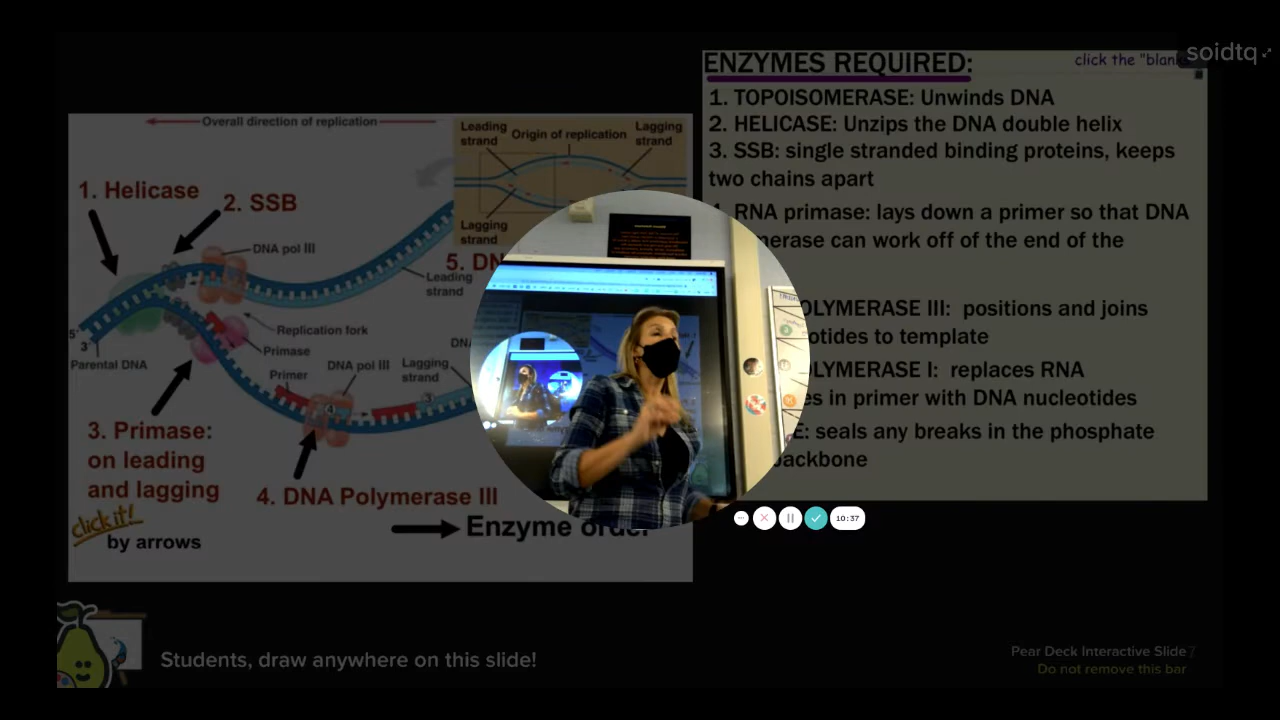 soidtq
ENZYMES REQUIRED:
click the "blank
1. TOPOISOMERASE: Unwinds DNA
2. HELICASE: Unzips the DNA double helix
3. SSB: single stranded binding proteins, keeps
two chains apart
RNA primase: lays down a primer so that DNA
can work off of the end of the
OLYMERASE III: positions and joins
otides to template
OLYMERASE I: replaces RNA
es in primer with DNA nucleotides
E: seals any breaks in the phosphate
backbone
Overall direction of replication
Leading
strand
Origin of replication
Lagging
strand
Lagging
strand
1. Helicase
2. SSB
DNA pol III
5. DN
Leading
strand
Replication fork
5'
3'
Parental DNA
Primase
Primer
DNA pol III
Lagging
strand
DNA
3. Primase:
on leading
and lagging
4. DNA Polymerase III
click it!
by arrows
Enzyme order
10:37
Students, draw anywhere on this slide!
Pear Deck Interactive Slide
Do not remove this bar